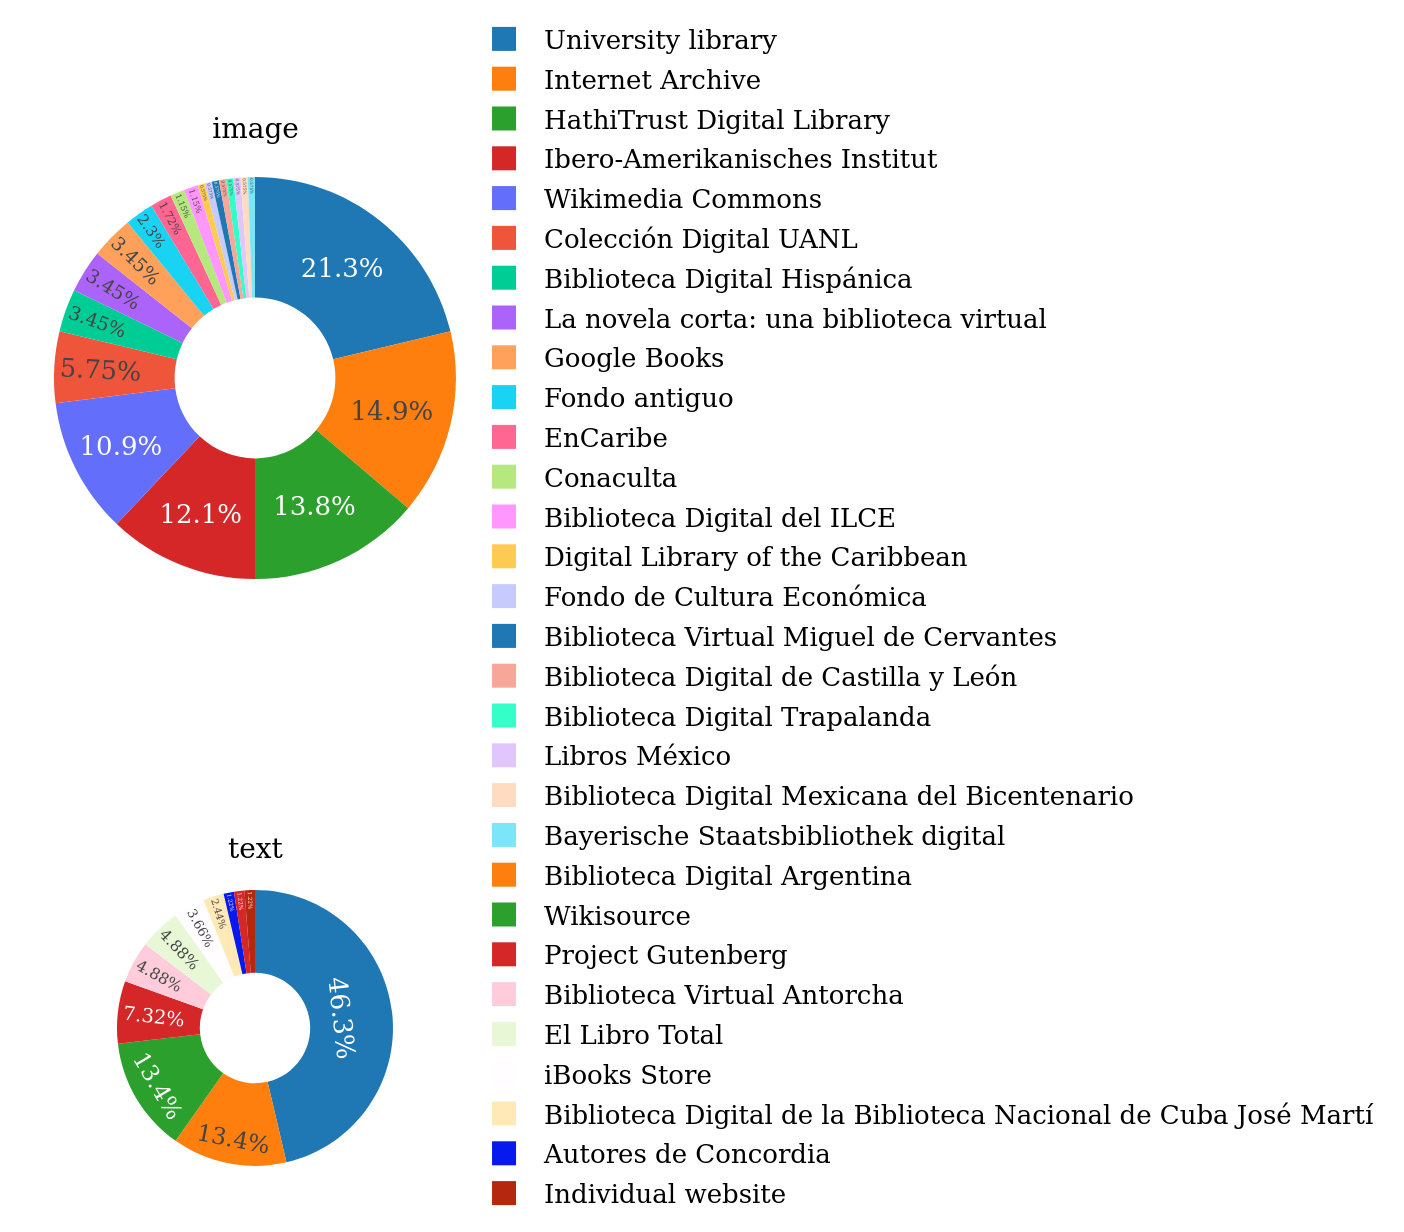 image
21.3%
14.9%
13.8%
12.1%
10.9%
5.75%
3.45%
3.45%
3.45%
2.3%
1.72%
1.15%
1.15%
text
46.3%
13.4%
13.4%
7.32%
4.88%
4.88%
3.66%
2.44%
1.22%
1.22%
1.22%
University library
Internet Archive
HathiTrust Digital Library
Ibero-Amerikanisches Institut
Wikimedia Commons
Colección Digital UANL
Biblioteca Digital Hispánica
La novela corta: una biblioteca virtual
Google Books
Fondo antiguo
EnCaribe
Conaculta
Biblioteca Digital del ILCE
Digital Library of the Caribbean
Fondo de Cultura Económica
Biblioteca Virtual Miguel de Cervantes
Biblioteca Digital de Castilla y León
Biblioteca Digital Trapalanda
Libros México
Biblioteca Digital Mexicana del Bicentenario
Bayerische Staatsbibliothek digital
Biblioteca Digital Argentina
Wikisource
Project Gutenberg
Biblioteca Virtual Antorcha
El Libro Total
iBooks Store
Biblioteca Digital de la Biblioteca Nacional de Cuba José Martí
Autores de Concordia
Individual website